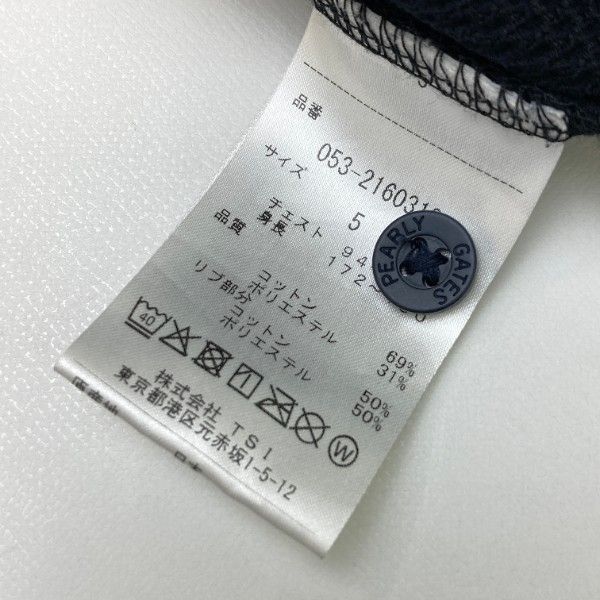 品番
053-216031
サイズ
5
チェスト 94
身長 172~
品質
コットン 69%
ポリエステル 31%
リブ部分
コットン 50%
ポリエステル 50%
40
株式会社 TSI
東京都港区元赤坂1-5-12
PEARLY
GATES
W